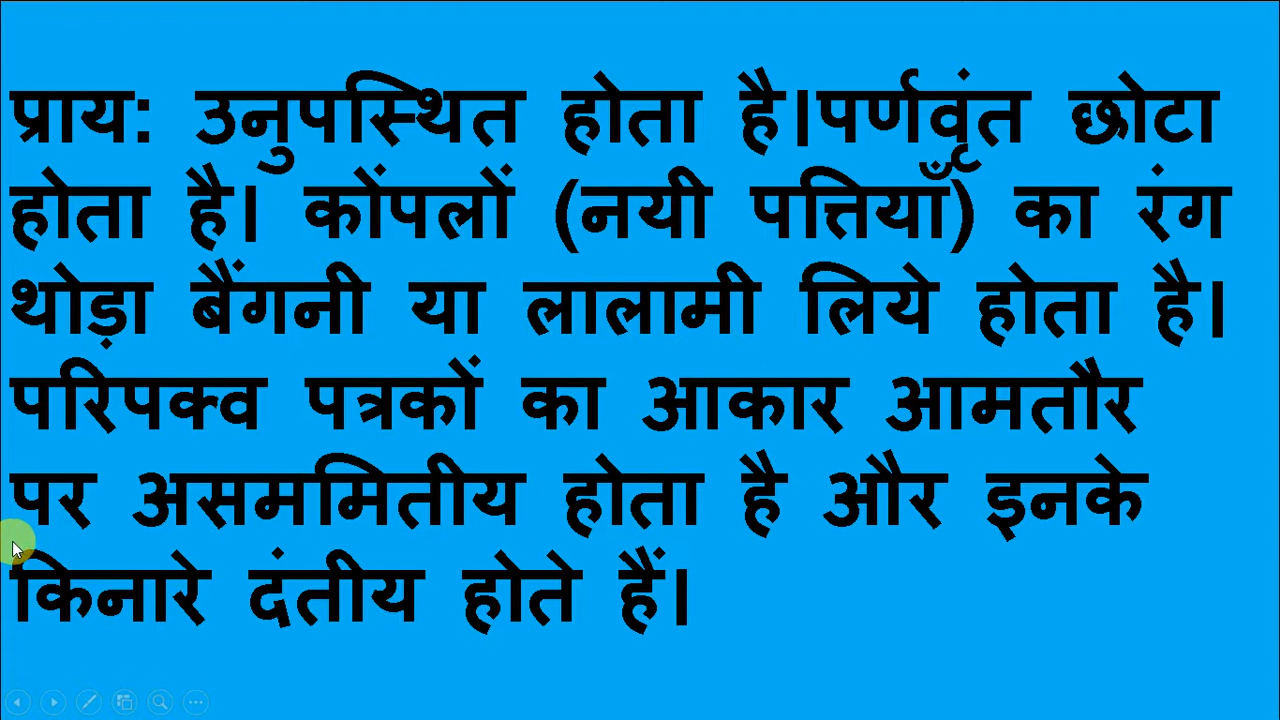 प्राय: उनुपस्थित होता है।पर्णवृंत छोटा
होता है। कोंपलों (नयी पत्तियाँ) का रंग
थोड़ा बैंगनी या लालामी लिये होता है।
परिपक्व पत्रकों का आकार आमतौर
पर असममितीय होता है और इनके
किनारे दंतीय होते हैं।